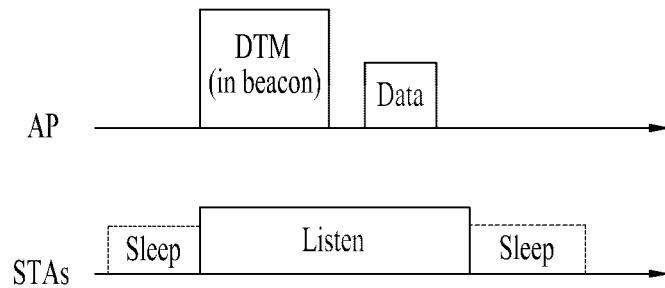 DTM
(in beacon)
Data
AP
Sleep
Listen
Sleep
STAs